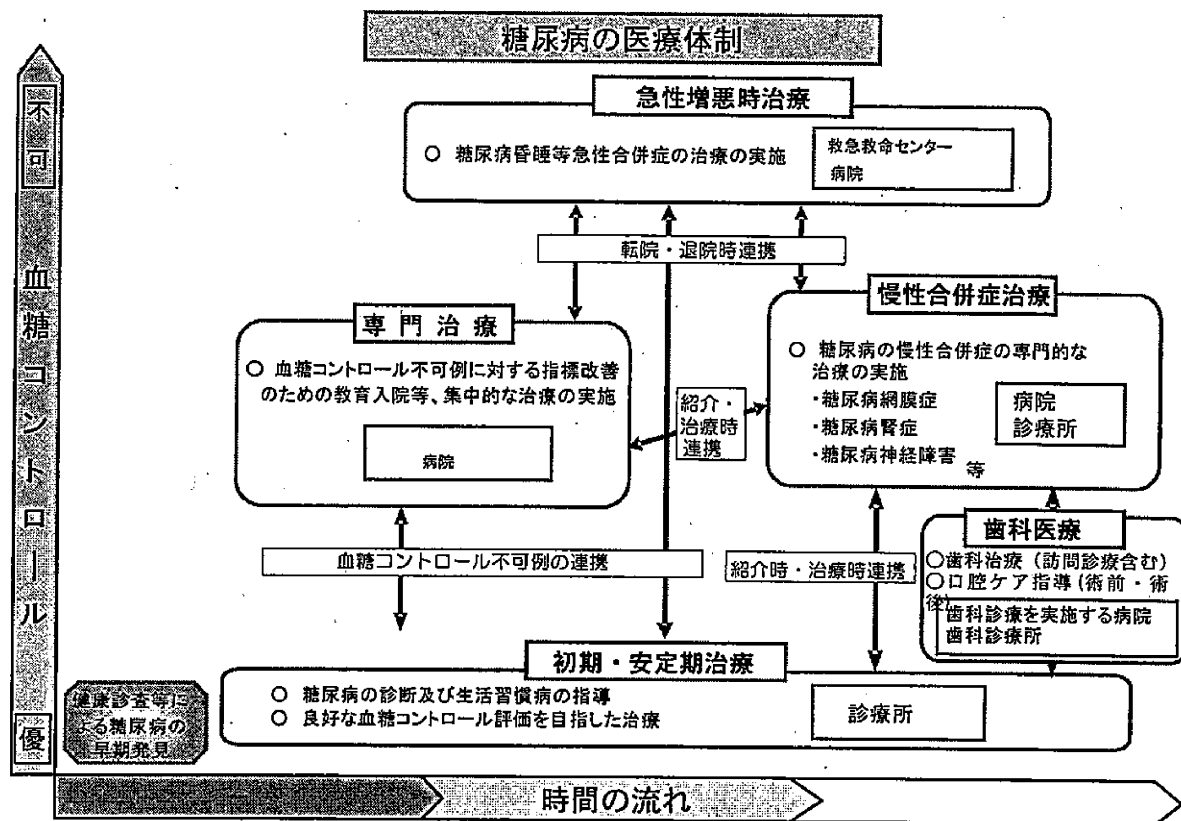 糖尿病の医療体制
不可
血糖コントロール
優
急性増悪時治療
○ 糖尿病昏睡等急性合併症の治療の実施
救急救命センター
病院
転院・退院時連携
専門治療
○ 血糖コントロール不可例に対する指標改善
のための教育入院等、集中的な治療の実施
病院
紹介・
治療時
連携
慢性合併症治療
○ 糖尿病の慢性合併症の専門的な
治療の実施
・糖尿病網膜症
・糖尿病腎症
・糖尿病神経障害
等
病院
診療所
血糖コントロール不可例の連携
紹介時・治療時連携
歯科医療
○歯科治療（訪問診療含む）
○口腔ケア指導（術前・術
後）
歯科診療を実施する病院
歯科診療所
初期・安定期治療
○ 糖尿病の診断及び生活習慣病の指導
○ 良好な血糖コントロール評価を目指した治療
診療所
健康診査等に
よる糖尿病の
早期発見
時間の流れ